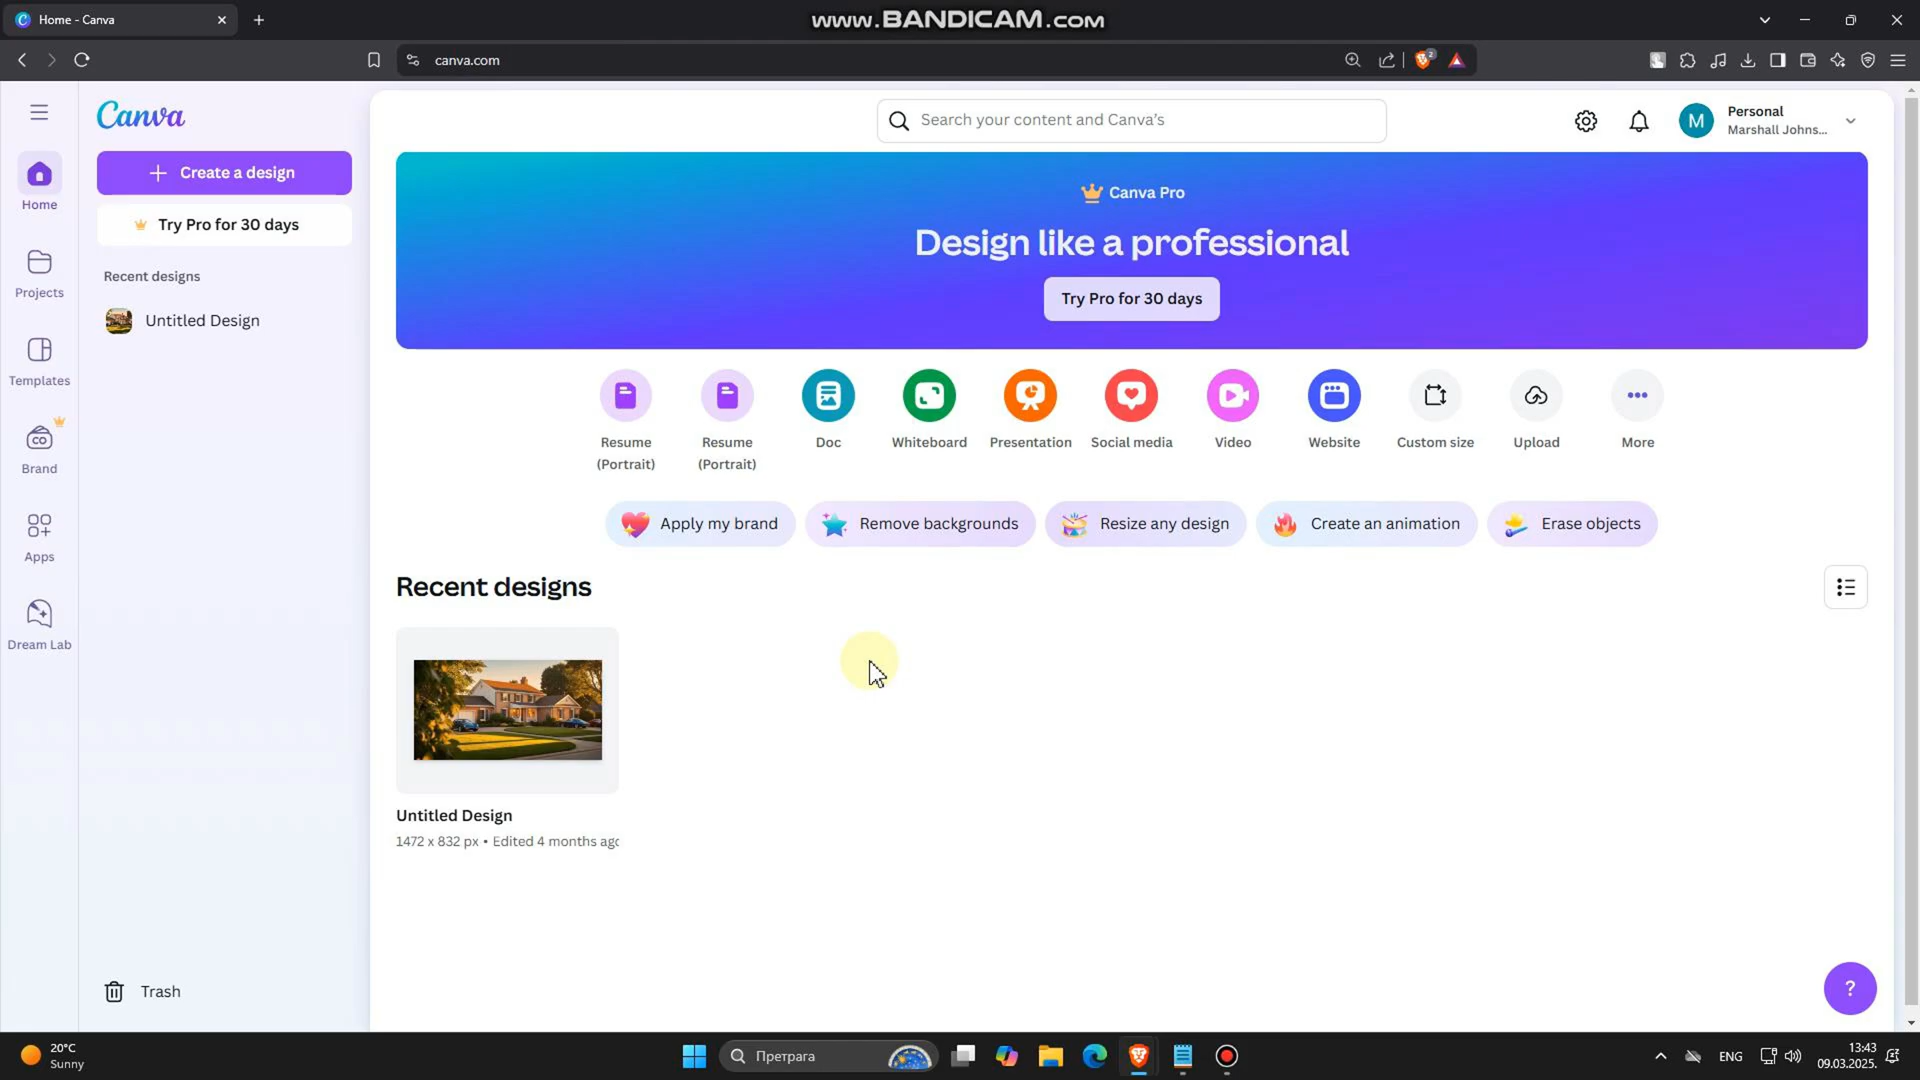 Home - Canva
www.BANDICAM.com
canva.com
2
Canva
Search your content and Canva's
M
Personal
Marshall Johns...
Create a design
Home
Try Pro for 30 days
Canva Pro
Design like a professional
Try Pro for 30 days
Recent designs
Projects
Untitled Design
Templates
Resume
(Portrait)
Resume
(Portrait)
Doc
Whiteboard
Presentation
Social media
Video
Website
Custom size
Upload
More
CO
Brand
Apply my brand
Remove backgrounds
Resize any design
Create an animation
Erase objects
Apps
Recent designs
Dream Lab
Untitled Design
1472 x 832 px • Edited 4 months ago
Trash
?
20°C
Sunny
Претрага
ENG
13:43
09.03.2025.